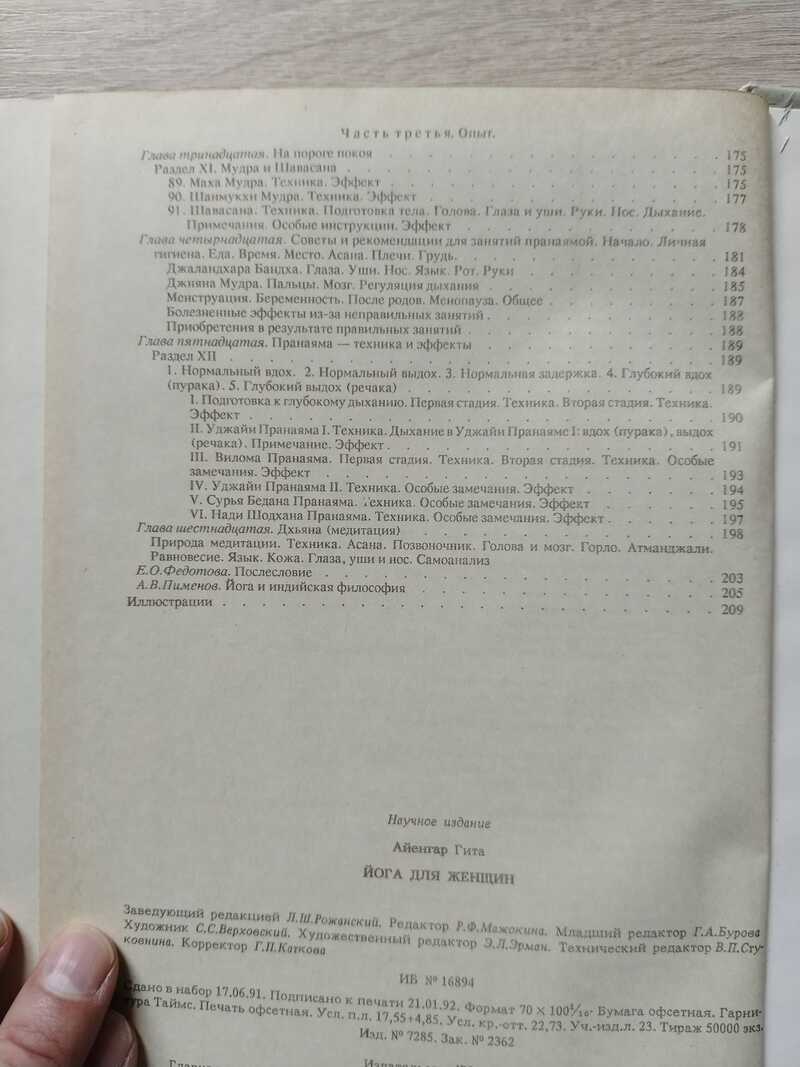 Часть третья. Опыт.
Глава тринадцатая. На пороге покоя . . . . . . . . . . . . . . . . 175
Раздел XI. Мудра и Шавасана . . . . . . . . . . . . . . . . 175
89. Маха Мудра. Техника. Эффект . . . . . . . . . . . . . . . . 175
90. Шанмукхи Мудра. Техника. Эффект . . . . . . . . . . . . . . . . 177
91. Шавасана. Техника. Подготовка тела. Голова. Глаза и уши. Руки. Нос. Дыхание.
Примечания. Особые инструкции. Эффект . . . . . . . . . . . . . . . . 178
Глава четырнадцатая. Советы и рекомендации для занятий пранаямой. Начало. Личная
гигиена. Еда. Время. Место. Асана. Плечи. Грудь. . . . . . . . . . . . . . . . 181
Джаландхара Бандха. Глаза. Уши. Нос. Язык. Рот. Руки . . . . . . . . . . . . 184
Джняна Мудра. Пальцы. Мозг. Регуляция дыхания . . . . . . . . . . . . 185
Менструация. Беременность. После родов. Менопауза. Общее . . . . . . . . . . 187
Болезненные эффекты из-за неправильных занятий . . . . . . . . . . . . 188
Приобретения в результате правильных занятий . . . . . . . . . . . . 188
Глава пятнадцатая. Пранаяма — техника и эффекты . . . . . . . . . . . . 189
Раздел XII . . . . . . . . . . . . . . . . 189
1. Нормальный вдох. 2. Нормальный выдох. 3. Нормальная задержка. 4. Глубокий вдох
(пурака). 5. Глубокий выдох (речака) . . . . . . . . . . . . . . . . 189
I. Подготовка к глубокому дыханию. Первая стадия. Техника. Вторая стадия. Техника.
Эффект . . . . . . . . . . . . . . . . 190
II. Уджайи Пранаяма I. Техника. Дыхание в Уджайи Пранаяме I: вдох (пурака), выдох
(речака). Примечание. Эффект . . . . . . . . . . . . . . . . 191
III. Вилома Пранаяма. Первая стадия. Техника. Вторая стадия. Техника. Особые
замечания. Эффект . . . . . . . . . . . . . . . . 193
IV. Уджайи Пранаяма II. Техника. Особые замечания. Эффект . . . . . . . . 194
V. Сурья Бедана Пранаяма. Техника. Особые замечания. Эффект . . . . . . . . 195
VI. Нади Шодхана Пранаяма. Техника. Особые замечания. Эффект . . . . . . . . 197
Глава шестнадцатая. Дхьяна (медитация) . . . . . . . . . . . . . . . . 198
Природа медитации. Техника. Асана. Позвоночник. Голова и мозг. Горло. Атманджали.
Равновесие. Язык. Кожа. Глаза, уши и нос. Самоанализ
Е.О.Федотова. Послесловие . . . . . . . . . . . . . . . . 203
А.В.Пименов. Йога и индийская философия . . . . . . . . . . . . . . . . 205
Иллюстрации . . . . . . . . . . . . . . . . 209
Научное издание
Айенгар Гита
ЙОГА ДЛЯ ЖЕНЩИН
Заведующий редакцией Л.Ш.Рожанский. Редактор Р.Ф.Мажокина. Младший редактор Г.А.Бурова
Художник С.С.Верховский. Художественный редактор Э.Л.Эрман. Технический редактор В.П.Сту-
ковнина. Корректор Г.П.Каткова
ИБ № 16894
Сдано в набор 17.06.91. Подписано к печати 21.01.92. Формат 70 × 100 1/16. Бумага офсетная. Гарни-
тура Таймс. Печать офсетная. Усл. п.л. 17,55+4,85. Усл. кр.-отт. 22,73. Уч.-изд.л. 23. Тираж 50000 экз.
Изд. № 7285. Зак. № 2362